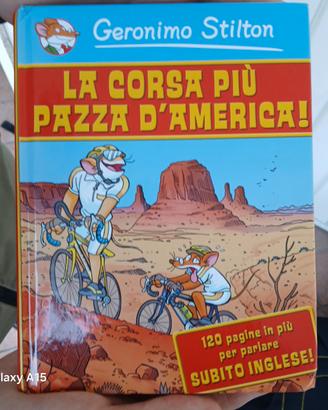 Geronimo Stilton
LA CORSA PIÙ
PAZZA D'AMERICA!
120 pagine in più
per parlare
SUBITO INGLESE!
laxy A15